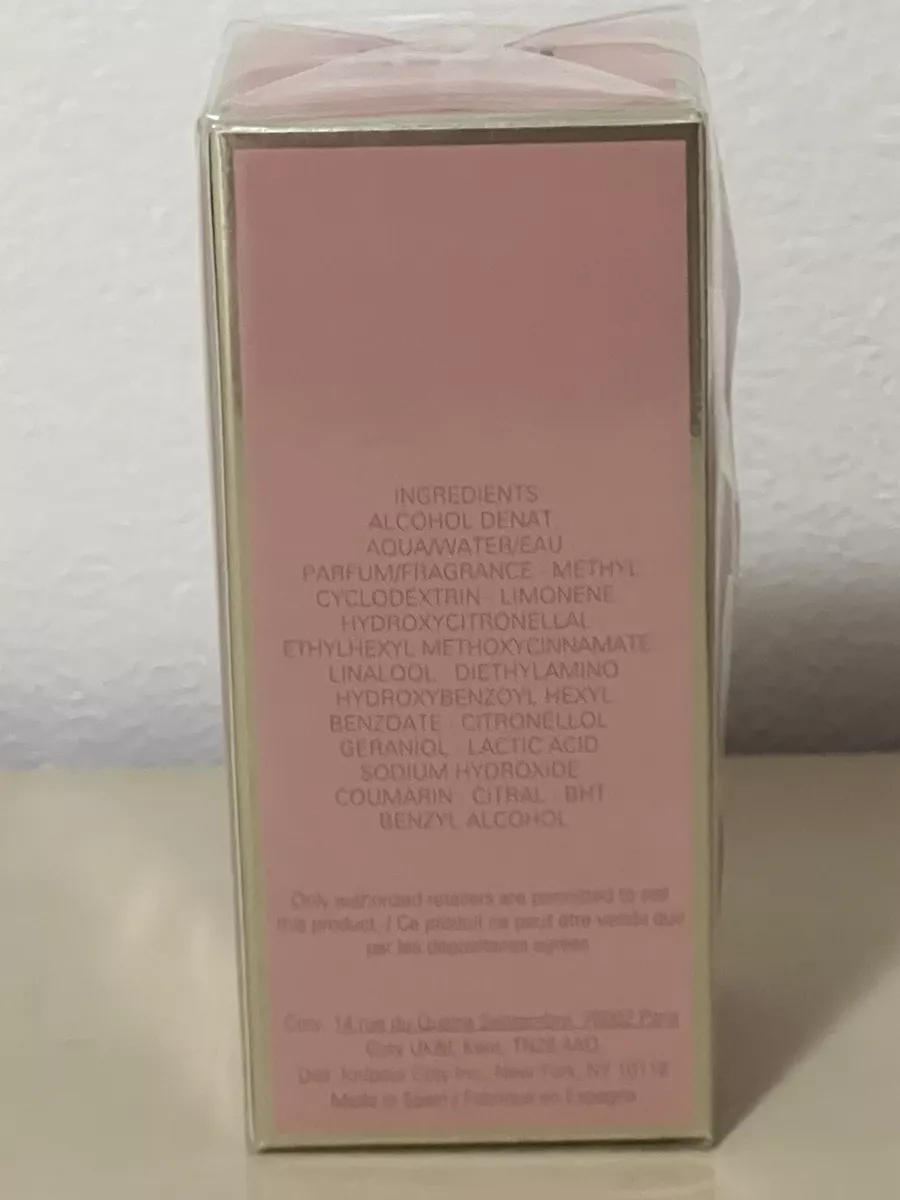 INGREDIENTS
ALCOHOL DENAT
AQUA/WATER/EAU
PARFUM/FRAGRANCE · METHYL
CYCLODEXTRIN · LIMONENE
HYDROXYCITRONELLAL
ETHYLHEXYL METHOXYCINNAMATE
LINALOOL · DIETHYLAMINO
HYDROXYBENZOYL HEXYL
BENZOATE · CITRONELLOL
GERANIOL · LACTIC ACID
SODIUM HYDROXIDE
COUMARIN · CITRAL · BHT
BENZYL ALCOHOL
Only authorized retailers are permitted to sell
this product. / Ce produit ne peut être vendu que
par les dépositaires agréés
Coty 14 rue du Quatre Septembre, 75002 Paris
Coty UK&I, Kent, TN25 4AQ
Dist. Coty Inc., New York, NY 10118
Made in Spain / Fabriqué en Espagne